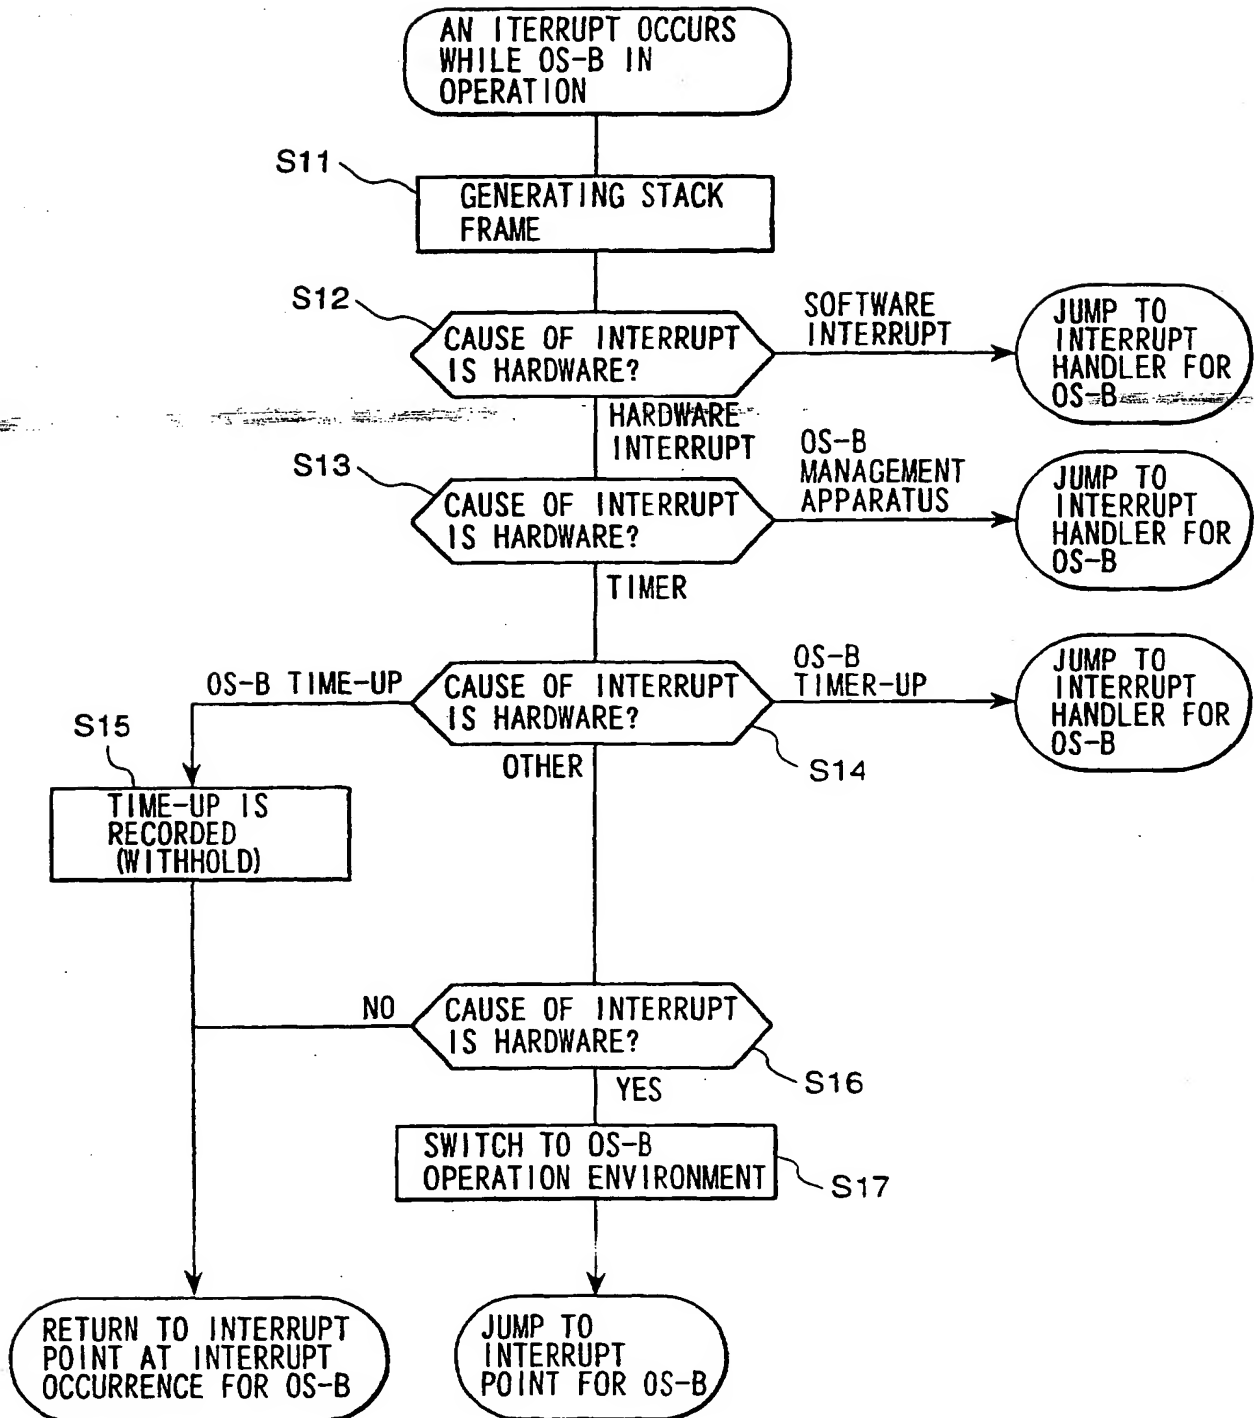 AN ITERRUPT OCCURS
WHILE OS-B IN
OPERATION
S11
GENERATING STACK
FRAME
S12
CAUSE OF INTERRUPT
IS HARDWARE?
SOFTWARE
INTERRUPT
JUMP TO
INTERRUPT
HANDLER FOR
OS-B
HARDWARE
INTERRUPT
S13
CAUSE OF INTERRUPT
IS HARDWARE?
OS-B
MANAGEMENT
APPARATUS
JUMP TO
INTERRUPT
HANDLER FOR
OS-B
TIMER
OS-B TIME-UP
CAUSE OF INTERRUPT
IS HARDWARE?
OS-B
TIMER-UP
JUMP TO
INTERRUPT
HANDLER FOR
OS-B
S14
OTHER
S15
TIME-UP IS
RECORDED
(WITHHOLD)
NO
CAUSE OF INTERRUPT
IS HARDWARE?
S16
YES
SWITCH TO OS-B
OPERATION ENVIRONMENT
S17
RETURN TO INTERRUPT
POINT AT INTERRUPT
OCCURRENCE FOR OS-B
JUMP TO
INTERRUPT
POINT FOR OS-B